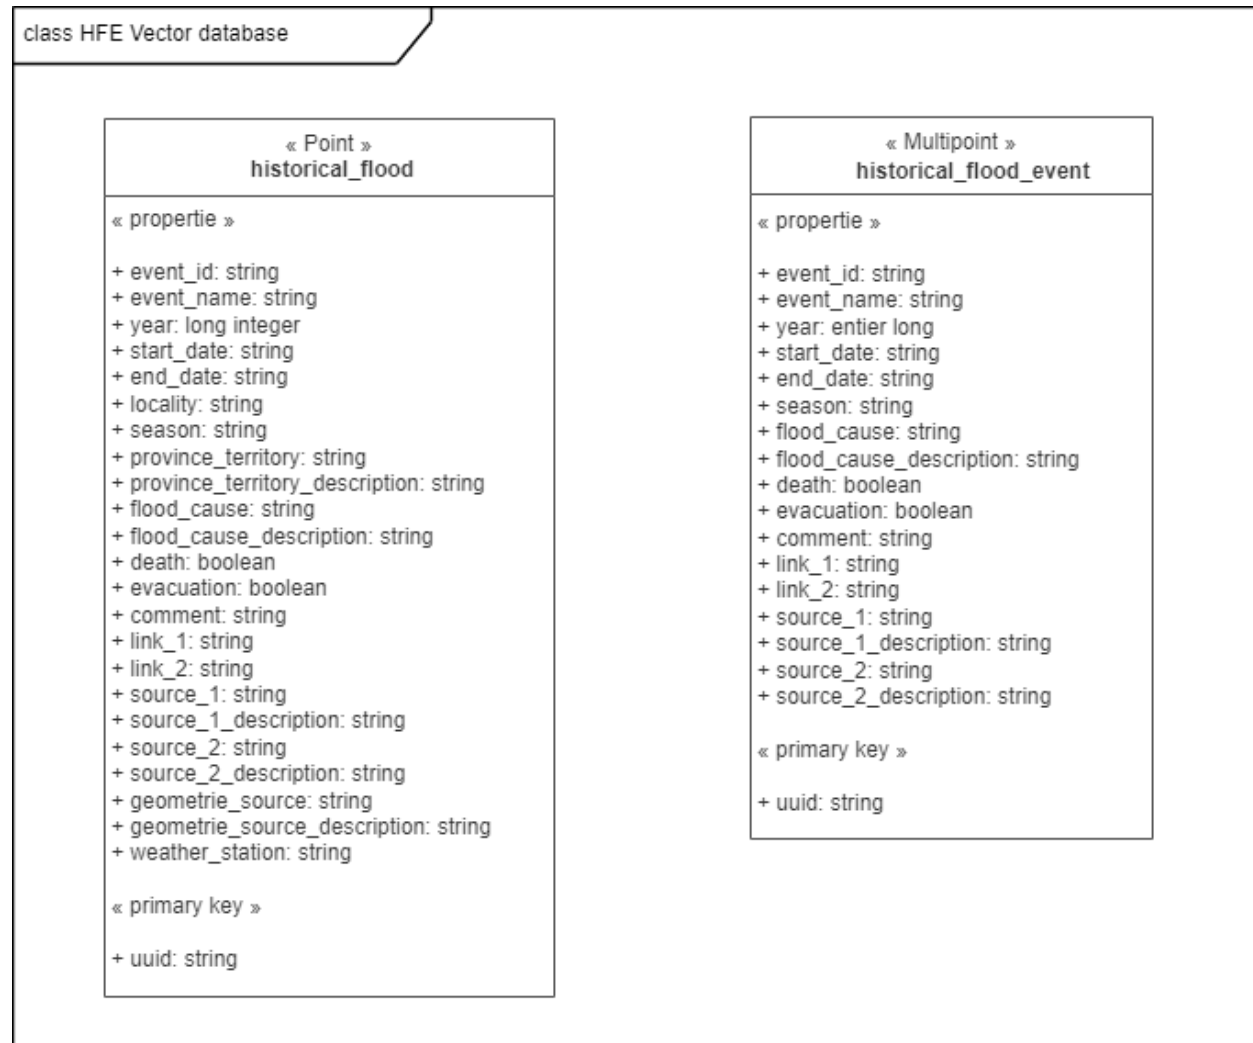 class HFE Vector database
« Point »
historical_flood
« propertie »
+ event_id: string
+ event_name: string
+ year: long integer
+ start_date: string
+ end_date: string
+ locality: string
+ season: string
+ province_territory: string
+ province_territory_description: string
+ flood_cause: string
+ flood_cause_description: string
+ death: boolean
+ evacuation: boolean
+ comment: string
+ link_1: string
+ link_2: string
+ source_1: string
+ source_1_description: string
+ source_2: string
+ source_2_description: string
+ geometrie_source: string
+ geometrie_source_description: string
+ weather_station: string
« primary key »
+ uuid: string
« Multipoint »
historical_flood_event
« propertie »
+ event_id: string
+ event_name: string
+ year: entier long
+ start_date: string
+ end_date: string
+ season: string
+ flood_cause: string
+ flood_cause_description: string
+ death: boolean
+ evacuation: boolean
+ comment: string
+ link_1: string
+ link_2: string
+ source_1: string
+ source_1_description: string
+ source_2: string
+ source_2_description: string
« primary key »
+ uuid: string